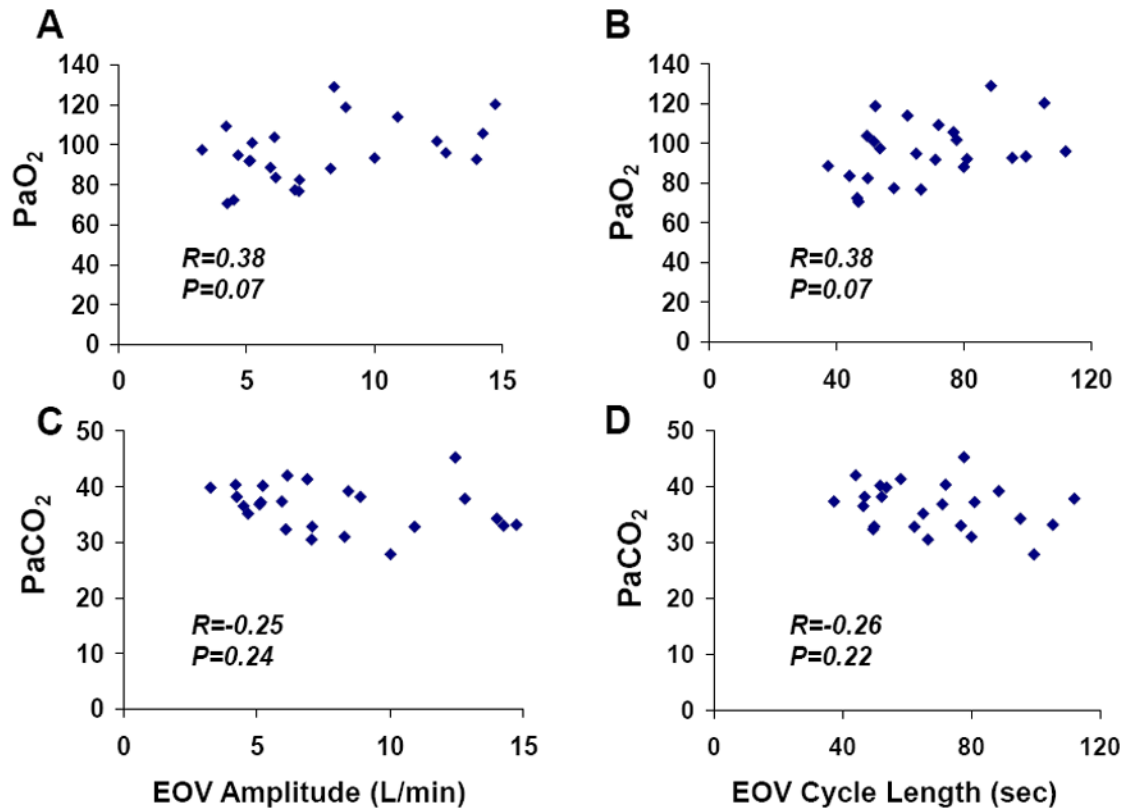 A
140
120
100
80
60
40
20
0
PaO2
R=0.38
P=0.07
0 5 10 15
B
140
120
100
80
60
40
20
0
PaO2
R=0.38
P=0.07
0 40 80 120
C
50
40
30
20
10
0
PaCO2
R=-0.25
P=0.24
0 5 10 15
EOV Amplitude (L/min)
D
50
40
30
20
10
0
PaCO2
R=-0.26
P=0.22
0 40 80 120
EOV Cycle Length (sec)